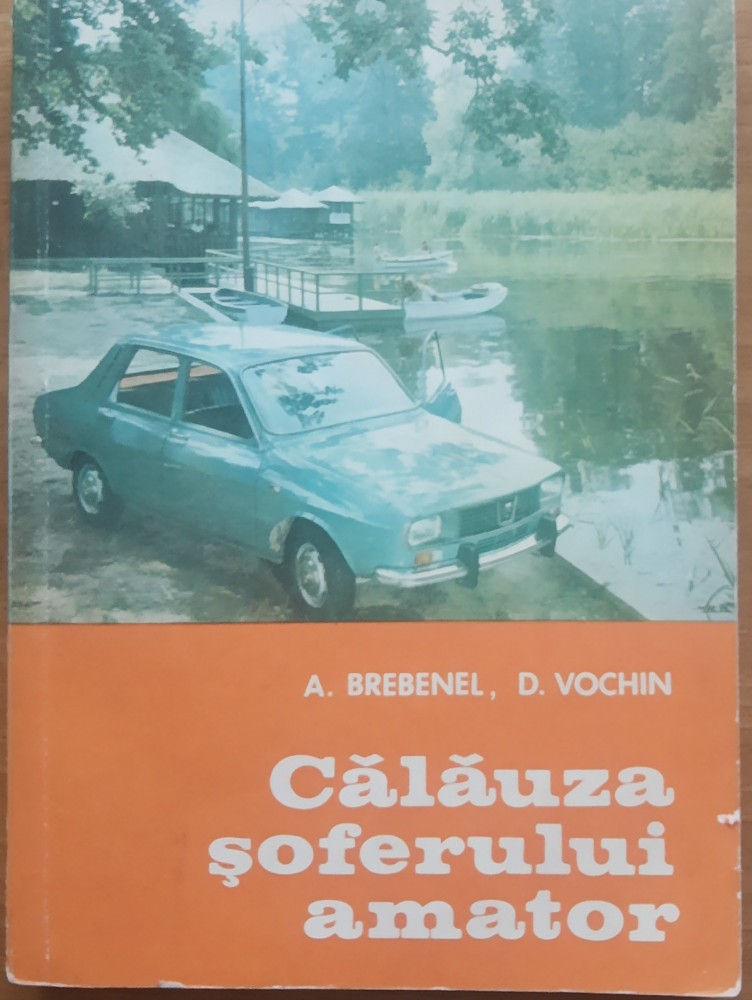 A. BREBENEL, D. VOCHIN
Călăuza
şoferului
amator